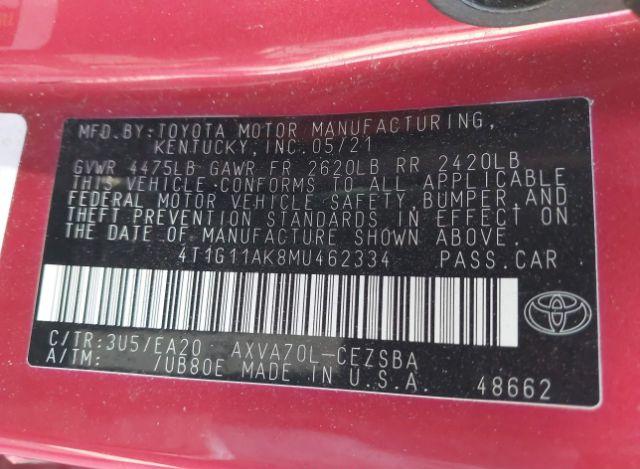 MFD.BY:TOYOTA MOTOR MANUFACTURING,
KENTUCKY,INC.05/21
GVWR 4475LB GAWR FR 2620LB RR 2420LB
THIS VEHICLE CONFORMS TO ALL APPLICABLE
FEDERAL MOTOR VEHICLE SAFETY,BUMPER,AND
THEFT PREVENTION STANDARDS IN EFFECT ON
THE DATE OF MANUFACTURE SHOWN ABOVE.
4T1G11AK8MU462334 PASS.CAR
C/TR:3U5/EA20 AXVA70L-CEZSBA
A/TM: /UB80E MADE IN U.S.A. 48662